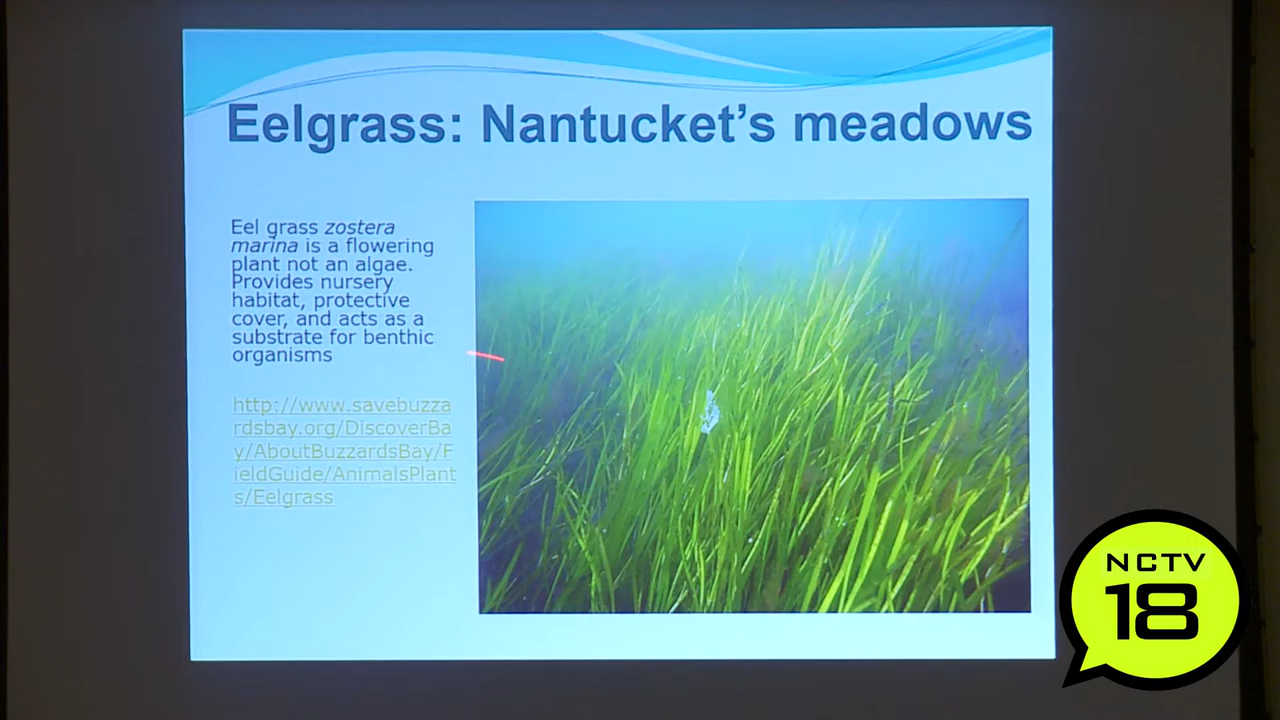 Eelgrass: Nantucket's meadows
Eel grass zostera
marina is a flowering
plant not an algae.
Provides nursery
habitat, protective
cover, and acts as a
substrate for benthic
organisms
http://www.savebuzza
rdsbay.org/DiscoverBa
y/AboutBuzzardsBay/F
ieldGuide/AnimalsPlant
s/Eelgrass
NCTV
18